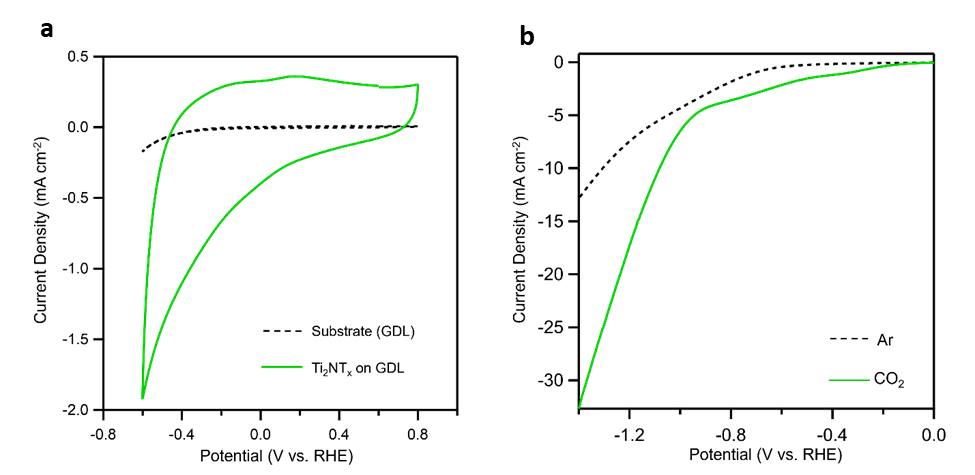 a
0.5
0.0
-0.5
-1.0
-1.5
-2.0
Current Density (mA cm-2)
Substrate (GDL)
Ti2NTx on GDL
-0.8 -0.4 0.0 0.4 0.8
Potential (V vs. RHE)
b
0
-5
-10
-15
-20
-25
-30
Current Density (mA cm-2)
Ar
CO2
-1.2 -0.8 -0.4 0.0
Potential (V vs. RHE)